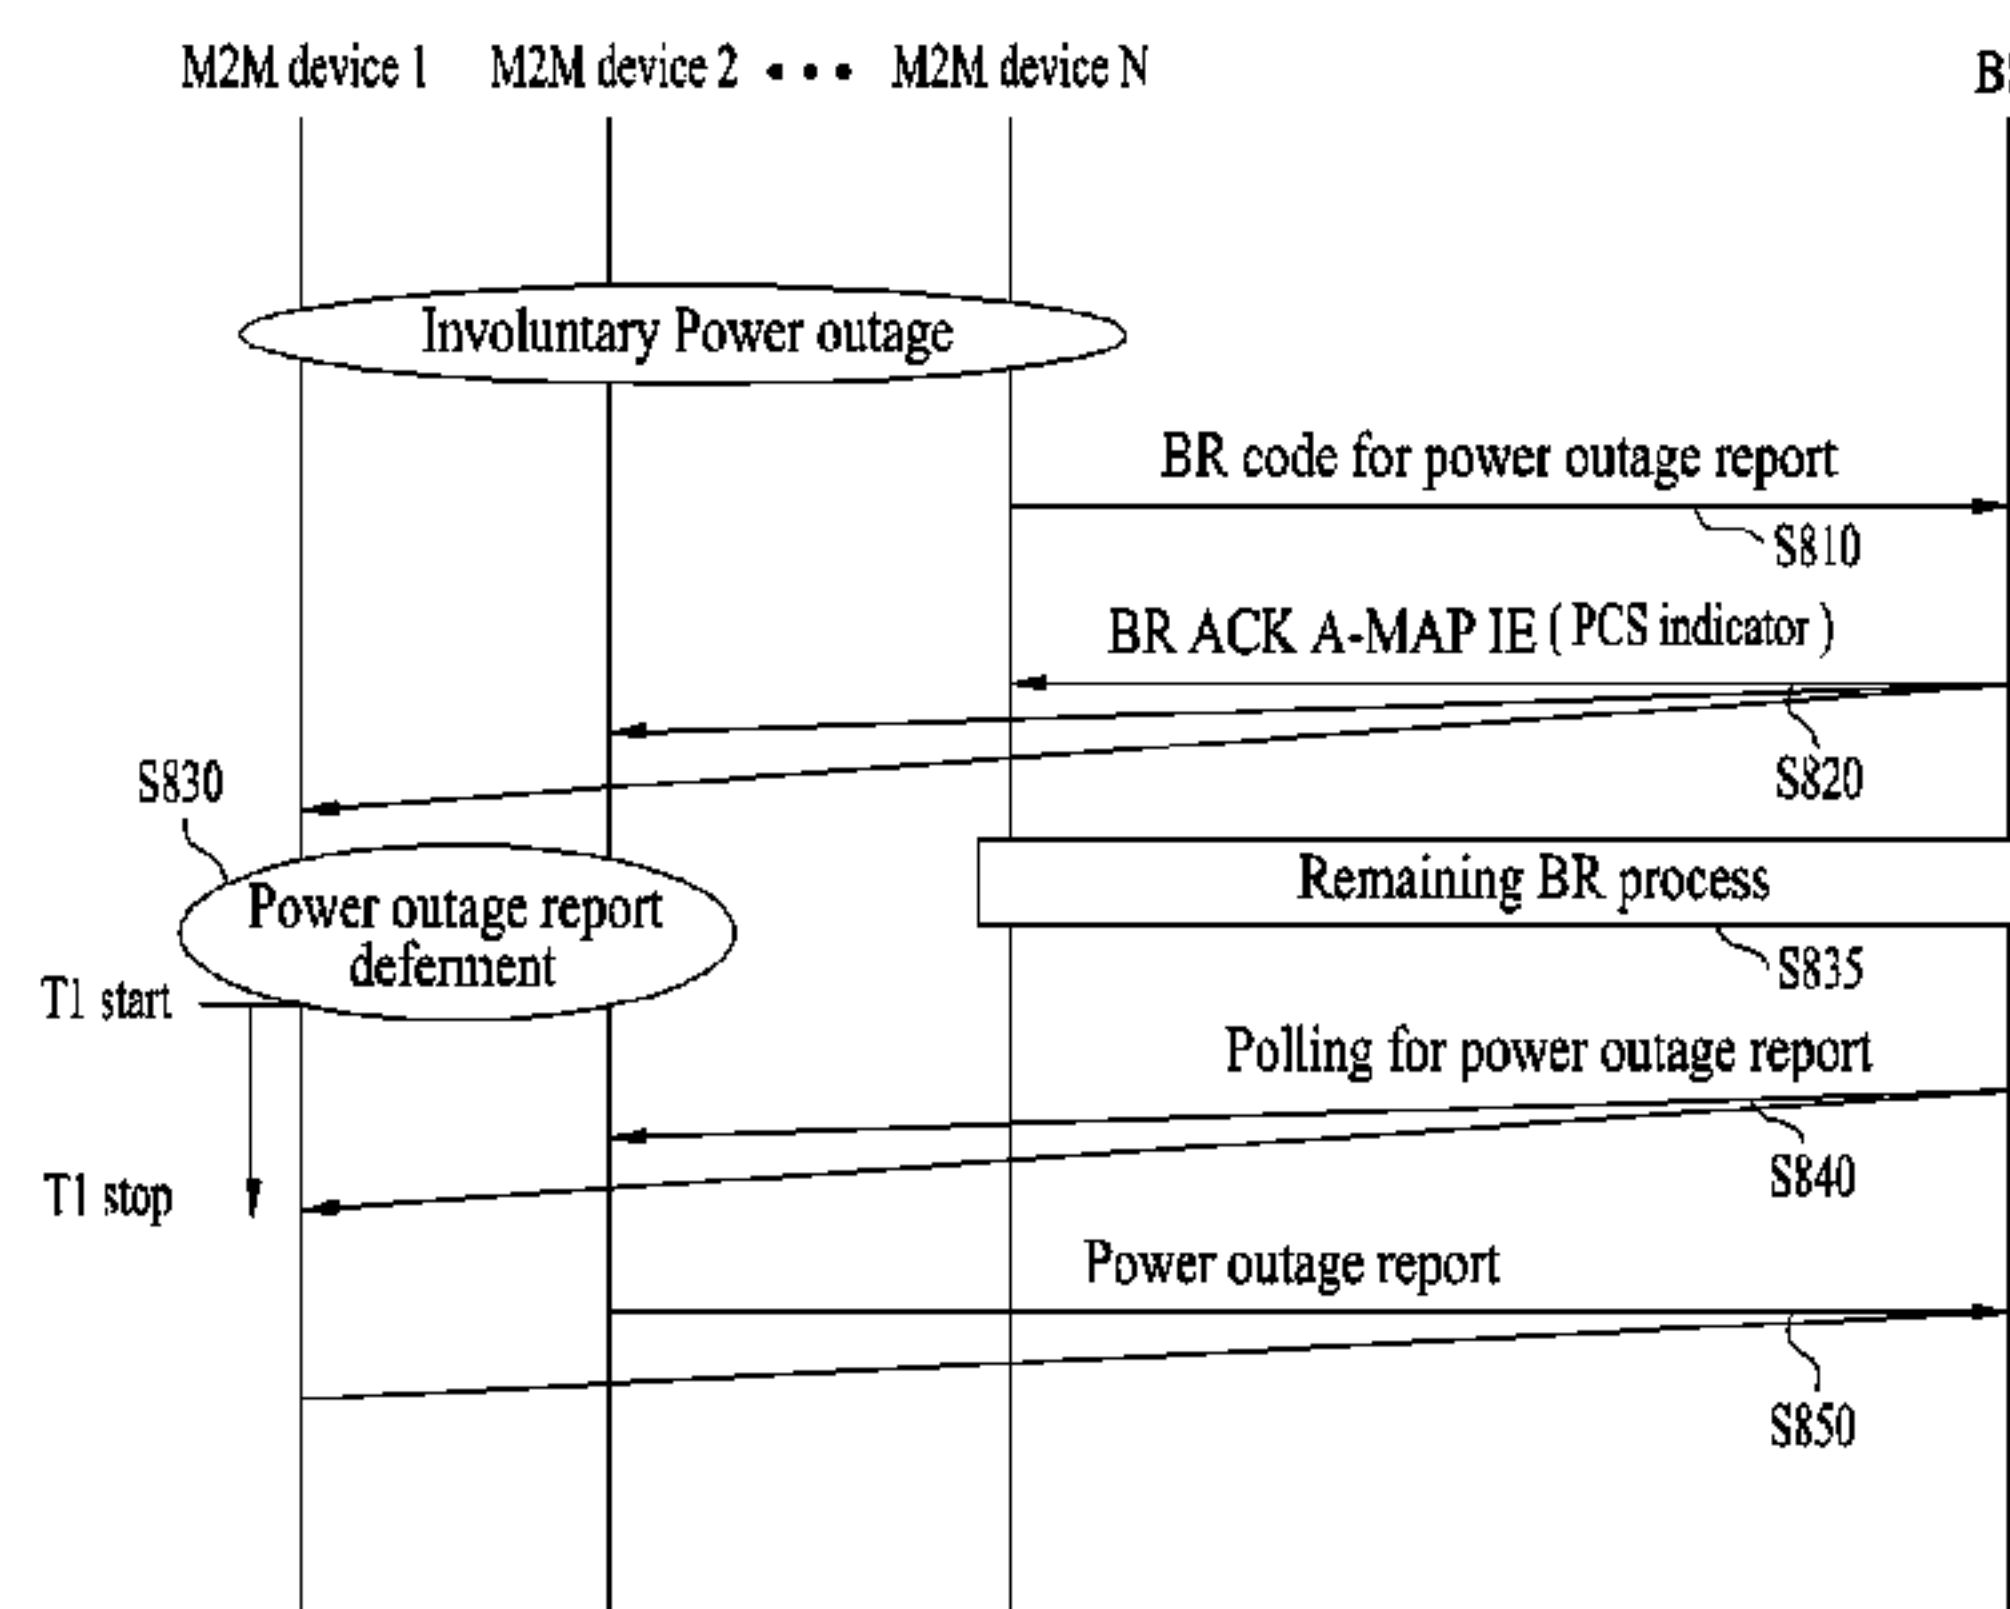 M2M device 1 M2M device 2 • • • M2M device N
Involuntary Power outage
BR code for power outage report
S810
BR ACK A-MAP IE ( PCS indicator )
S820
S830
Power outage report
deferment
Remaining BR process
S835
T1 start
Polling for power outage report
S840
T1 stop
Power outage report
S850